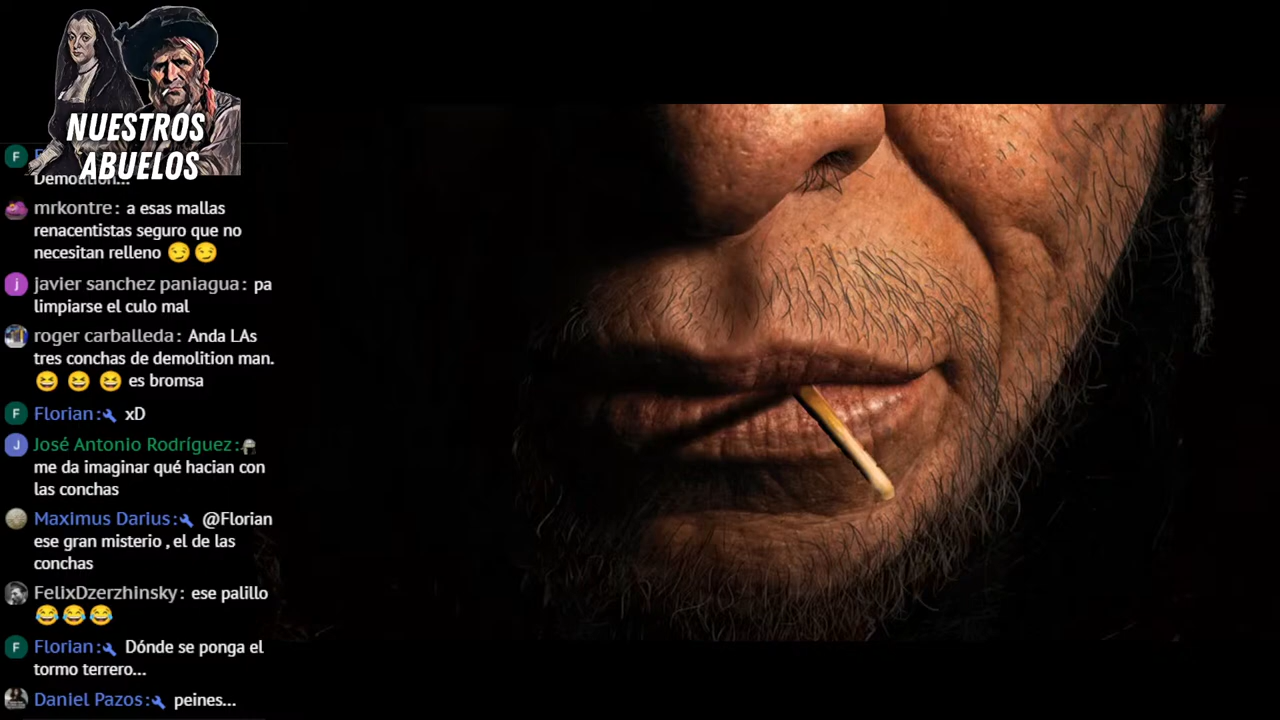 NUESTROS
ABUELOS
Demolition...
mrkontre: a esas mallas
renacentistas seguro que no
necesitan relleno 😏 😏
javier sanchez paniagua: pa
limpiarse el culo mal
roger carballeda: Anda LAs
tres conchas de demolition man.
😆 😆 😆 es bromsa
Florian: xD
José Antonio Rodríguez:
me da imaginar qué hacian con
las conchas
Maximus Darius: @Florian
ese gran misterio , el de las
conchas
FelixDzerzhinsky: ese palillo
😂😂😂
Florian: Dónde se ponga el
tormo terrero...
Daniel Pazos: peines...